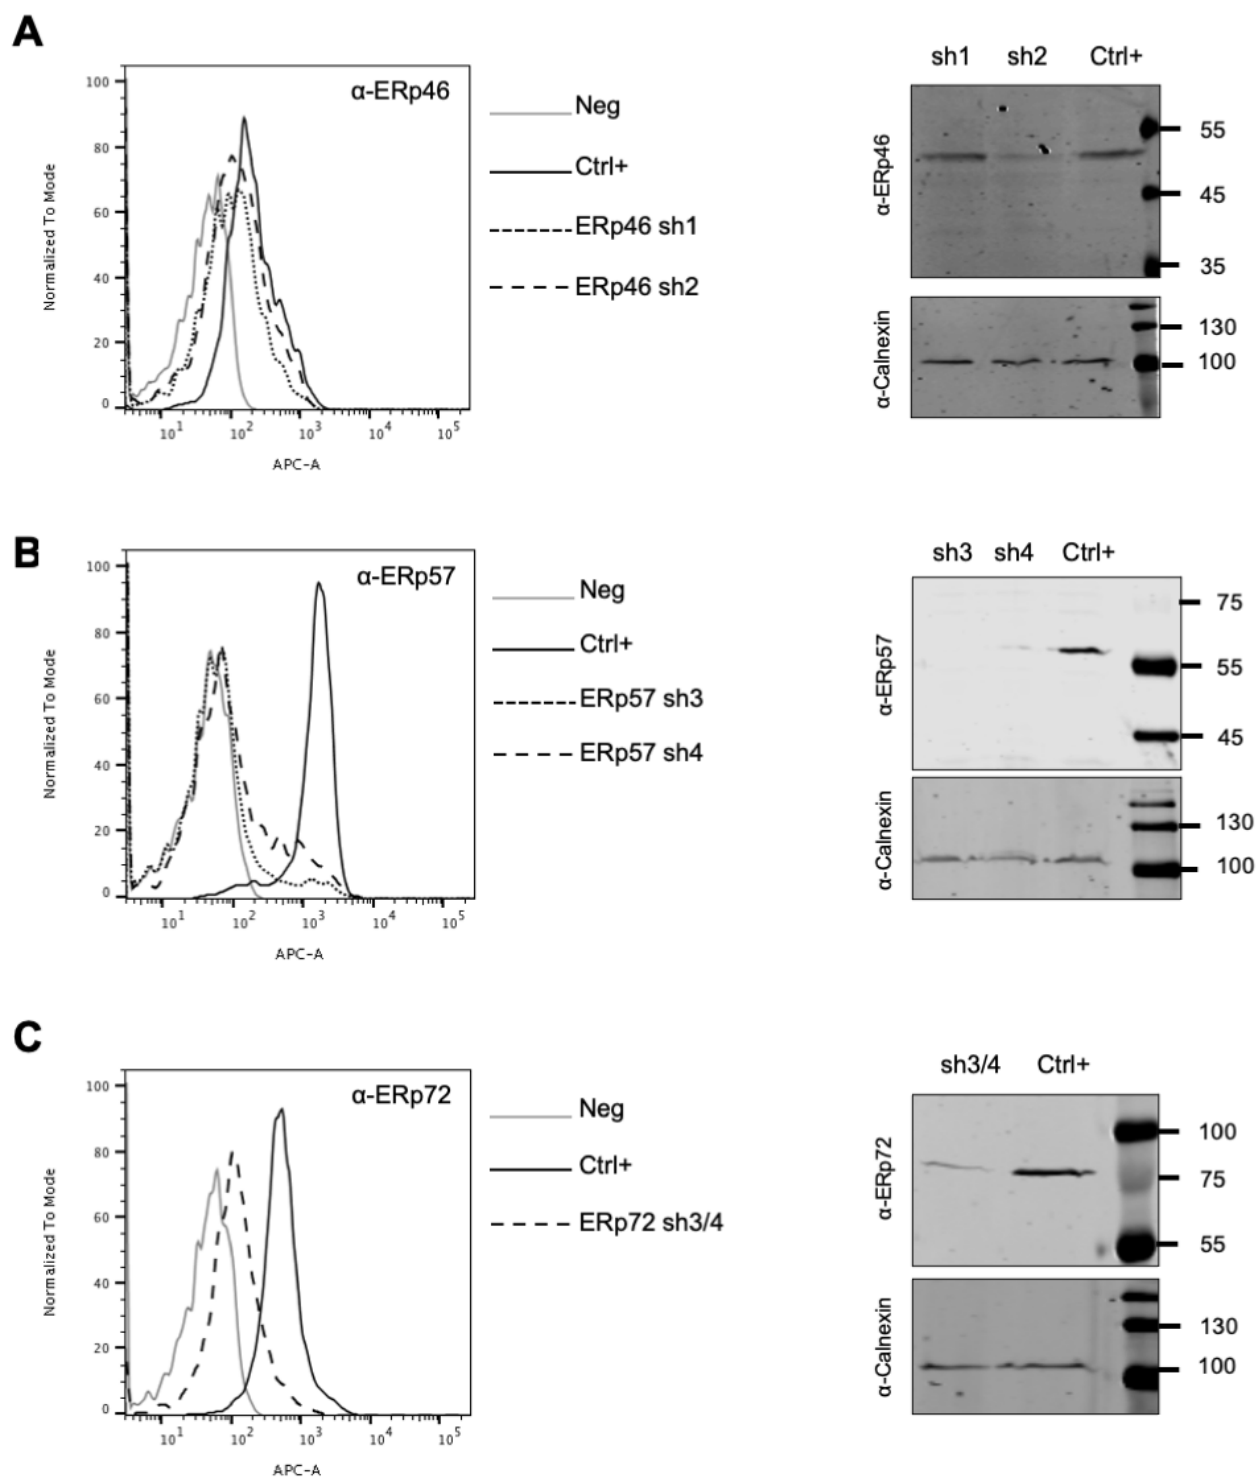 A
α-ERp46
100
80
60
40
20
0
Normalized To Mode
10¹ 10² 10³ 10⁴ 10⁵
APC-A
Neg
Ctrl+
ERp46 sh1
ERp46 sh2
sh1 sh2 Ctrl+
α-ERp46
55
45
35
α-Calnexin
130
100
B
α-ERp57
100
80
60
40
20
0
Normalized To Mode
10¹ 10² 10³ 10⁴ 10⁵
APC-A
Neg
Ctrl+
ERp57 sh3
ERp57 sh4
sh3 sh4 Ctrl+
α-ERp57
75
55
45
α-Calnexin
130
100
C
α-ERp72
100
80
60
40
20
0
Normalized To Mode
10¹ 10² 10³ 10⁴ 10⁵
APC-A
Neg
Ctrl+
ERp72 sh3/4
sh3/4 Ctrl+
α-ERp72
100
75
55
α-Calnexin
130
100